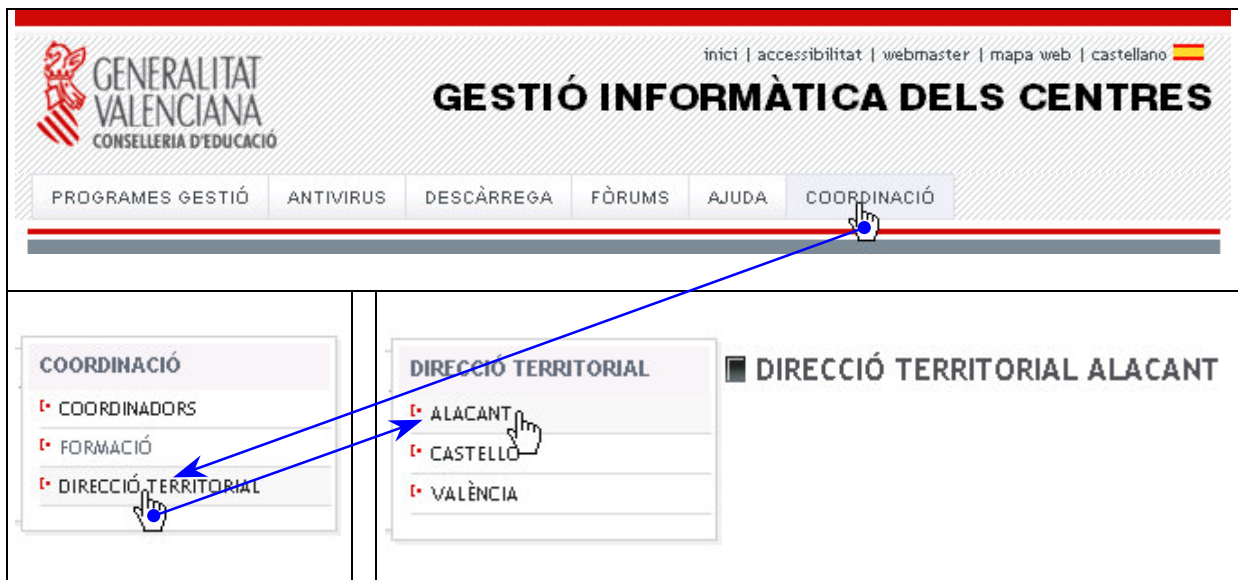 inici | accessibilitat | webmaster | mapa web | castellano
GENERALITAT
VALENCIANA
CONSELLERIA D'EDUCACIÓ
GESTIÓ INFORMÀTICA DELS CENTRES
PROGRAMES GESTIÓ ANTIVIRUS DESCÀRREGA FÒRUMS AJUDA COORDINACIÓ
COORDINACIÓ
COORDINADORS
FORMACIÓ
DIRECCIÓ TERRITORIAL
DIRECCIÓ TERRITORIAL
ALACANT
CASTELLÓ
VALÈNCIA
DIRECCIÓ TERRITORIAL ALACANT